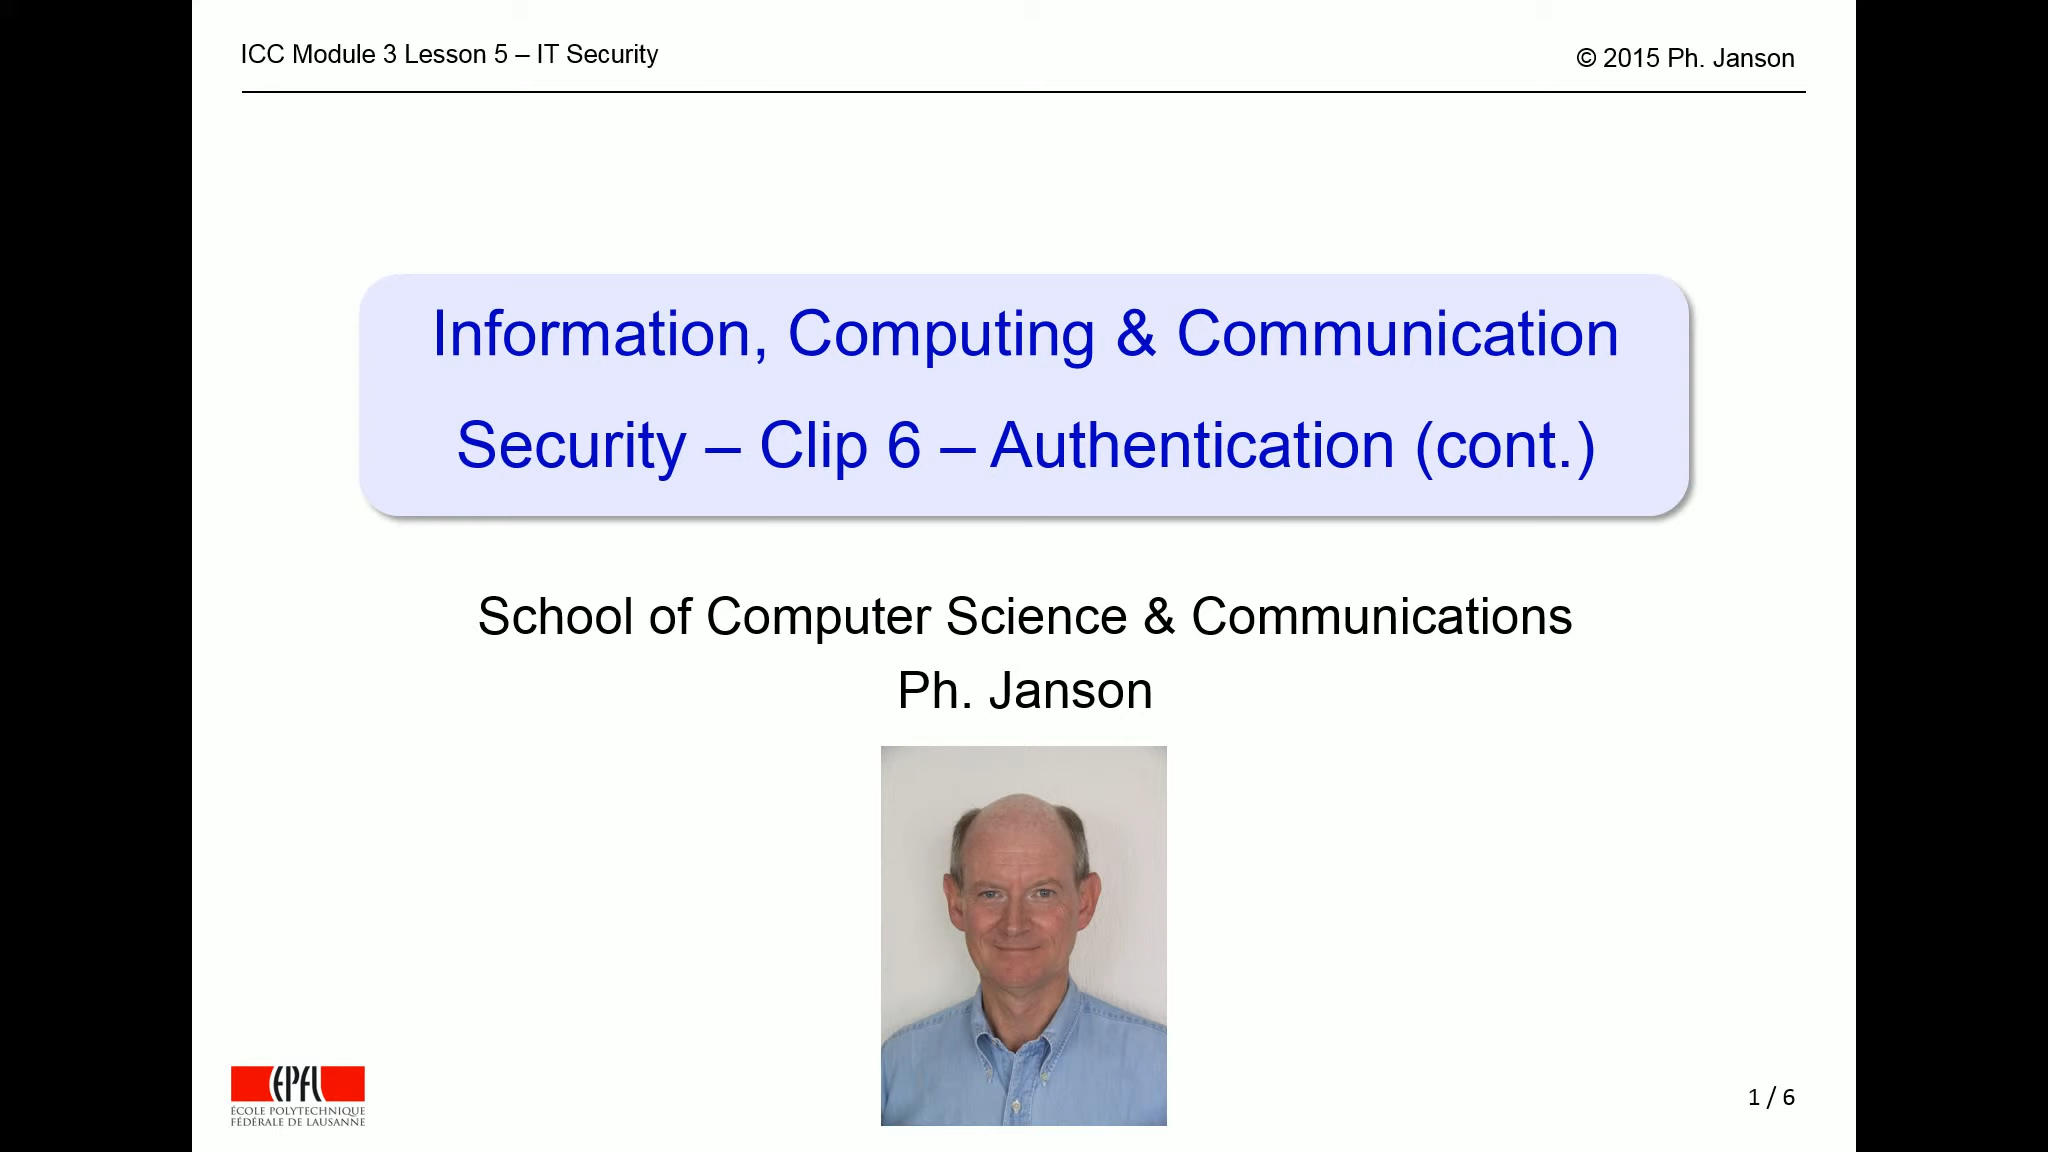 ICC Module 3 Lesson 5 – IT Security
© 2015 Ph. Janson
Information, Computing & Communication
Security – Clip 6 – Authentication (cont.)
School of Computer Science & Communications
Ph. Janson
EPFL
ÉCOLE POLYTECHNIQUE
FÉDÉRALE DE LAUSANNE
1 / 6